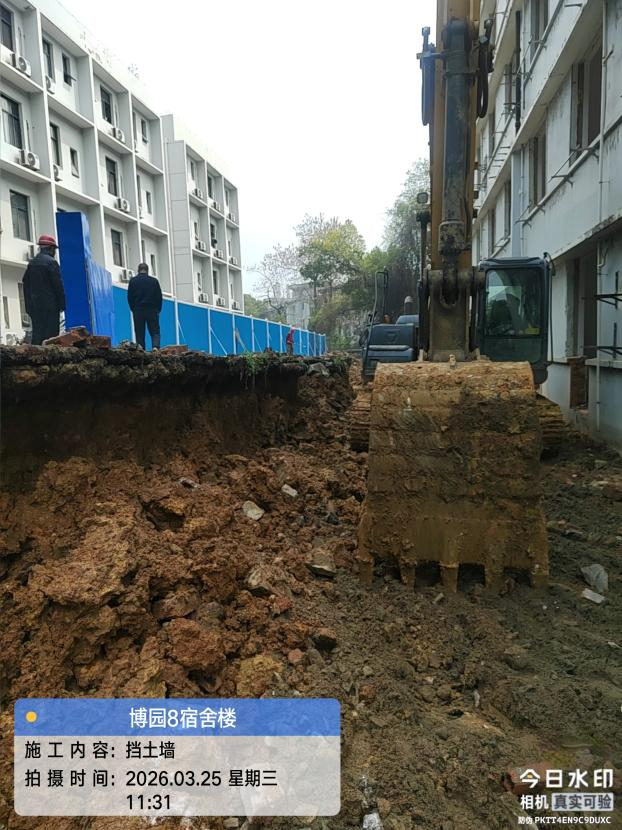 博园8宿舍楼
施工内容: 挡土墙
拍摄时间: 2026.03.25 星期三
11:31
今日水印
相机 真实可验
防伪 PKTT4EN9C9DUXC